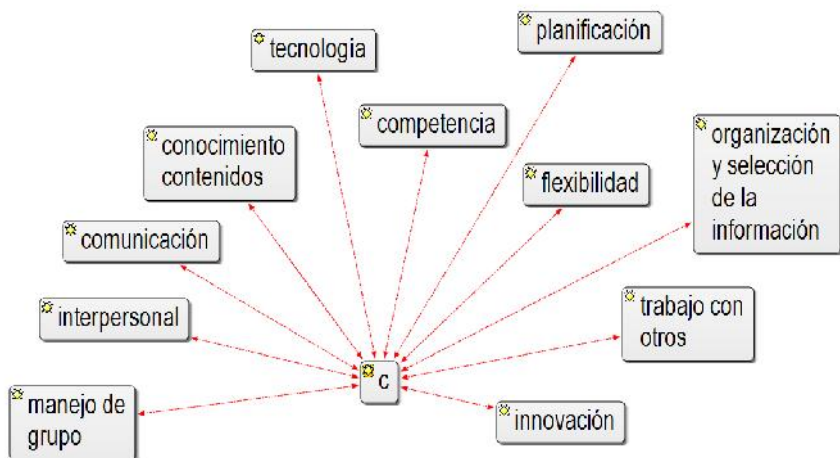 planificación
tecnologia
competencia
organización
y selección
de la
información
conocimiento
contenidos
flexibilidad
comunicación
interpersonal
trabajo con
otros
c
manejo de
grupo
innovación